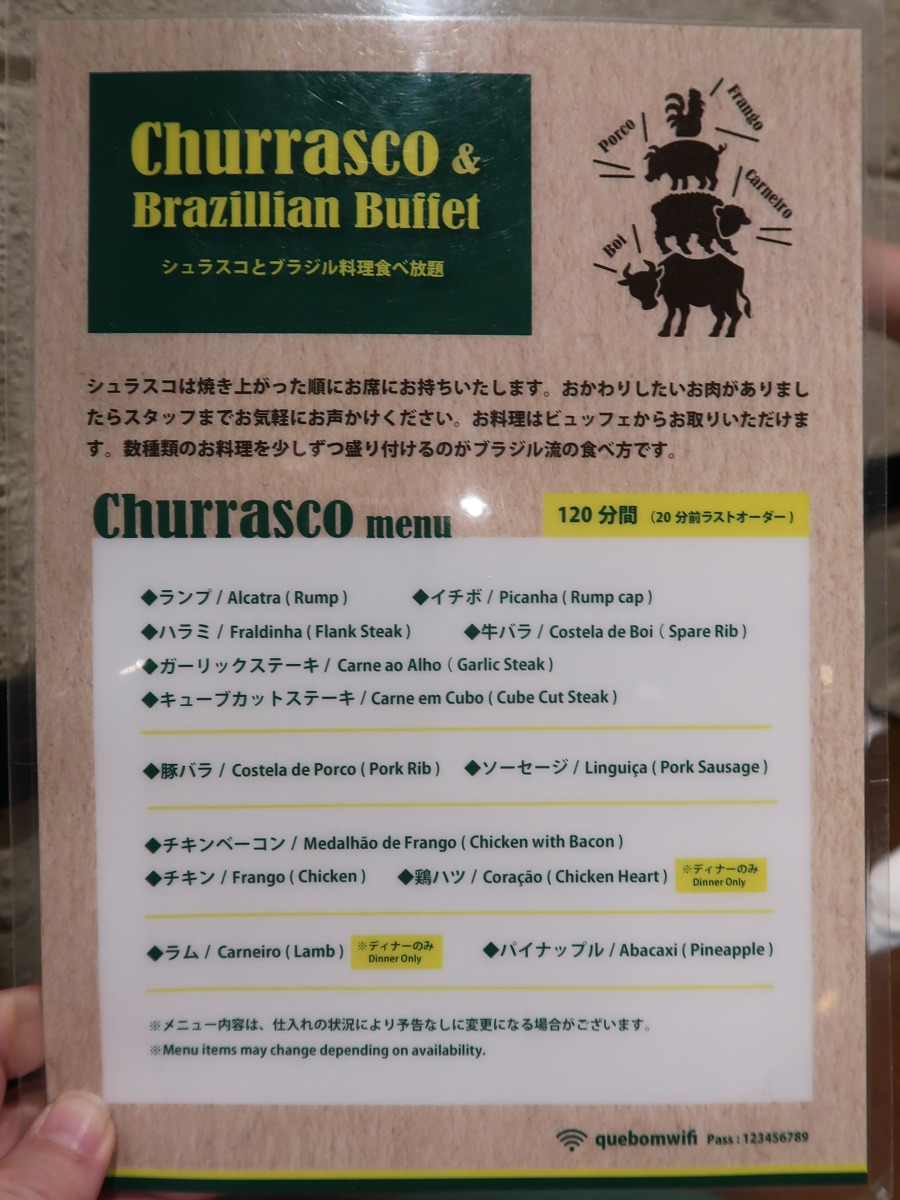 Churrasco &
Brazillian Buffet
シュラスコとブラジル料理食べ放題
Frango
Porco
Carneiro
Boi
シュラスコは焼き上がった順にお席にお持ちいたします。おかわりしたいお肉がありまし
たらスタッフまでお気軽にお声かけください。お料理はビュッフェからお取りいただけま
す。数種類のお料理を少しずつ盛り付けるのがブラジル流の食べ方です。
Churrasco menu
120 分間 (20 分前ラストオーダー)
◆ランプ / Alcatra ( Rump ) ◆イチボ / Picanha ( Rump cap )
◆ハラミ / Fraldinha ( Flank Steak ) ◆牛バラ / Costela de Boi ( Spare Rib )
◆ガーリックステーキ / Carne ao Alho ( Garlic Steak )
◆キューブカットステーキ / Carne em Cubo ( Cube Cut Steak )
◆豚バラ / Costela de Porco ( Pork Rib ) ◆ソーセージ / Linguiça ( Pork Sausage )
◆チキンベーコン / Medalhão de Frango ( Chicken with Bacon )
◆チキン / Frango ( Chicken ) ◆鶏ハツ / Coração ( Chicken Heart ) ※ディナーのみ
Dinner Only
◆ラム / Carneiro ( Lamb ) ※ディナーのみ ◆パイナップル / Abacaxi ( Pineapple )
Dinner Only
※メニュー内容は、仕入れの状況により予告なしに変更になる場合がございます。
※Menu items may change depending on availability.
quebomwifi Pass : 123456789